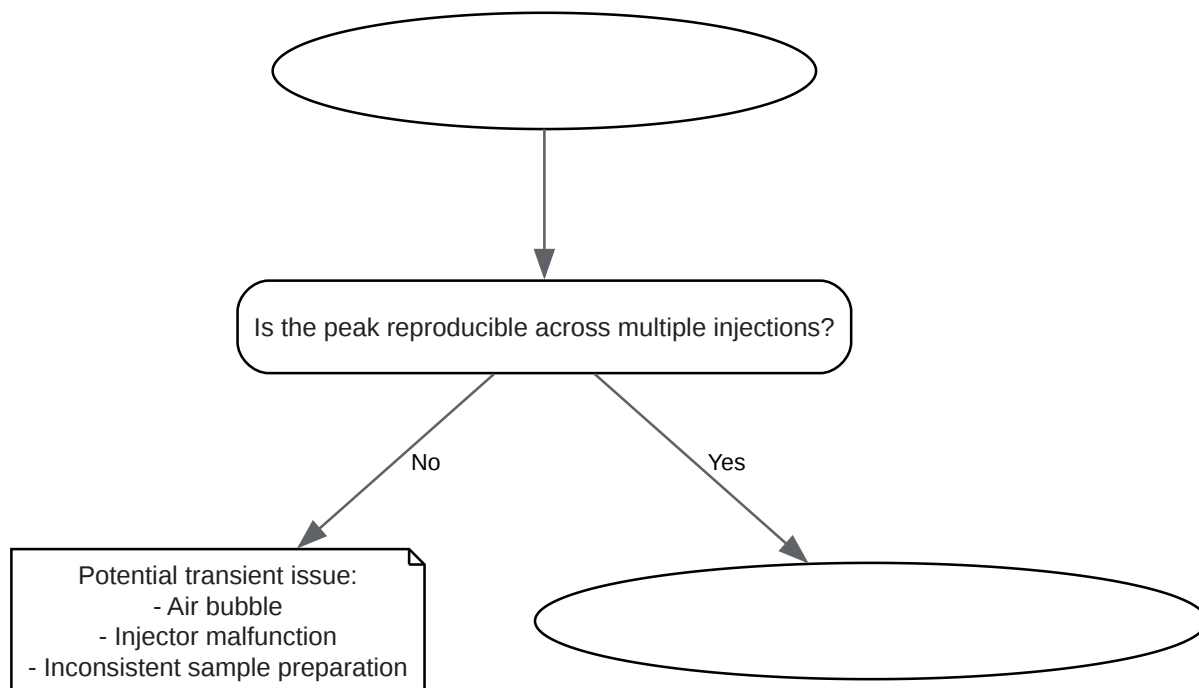 Is the peak reproducible across multiple injections?
No
Yes
Potential transient issue:
- Air bubble
- Injector malfunction
- Inconsistent sample preparation